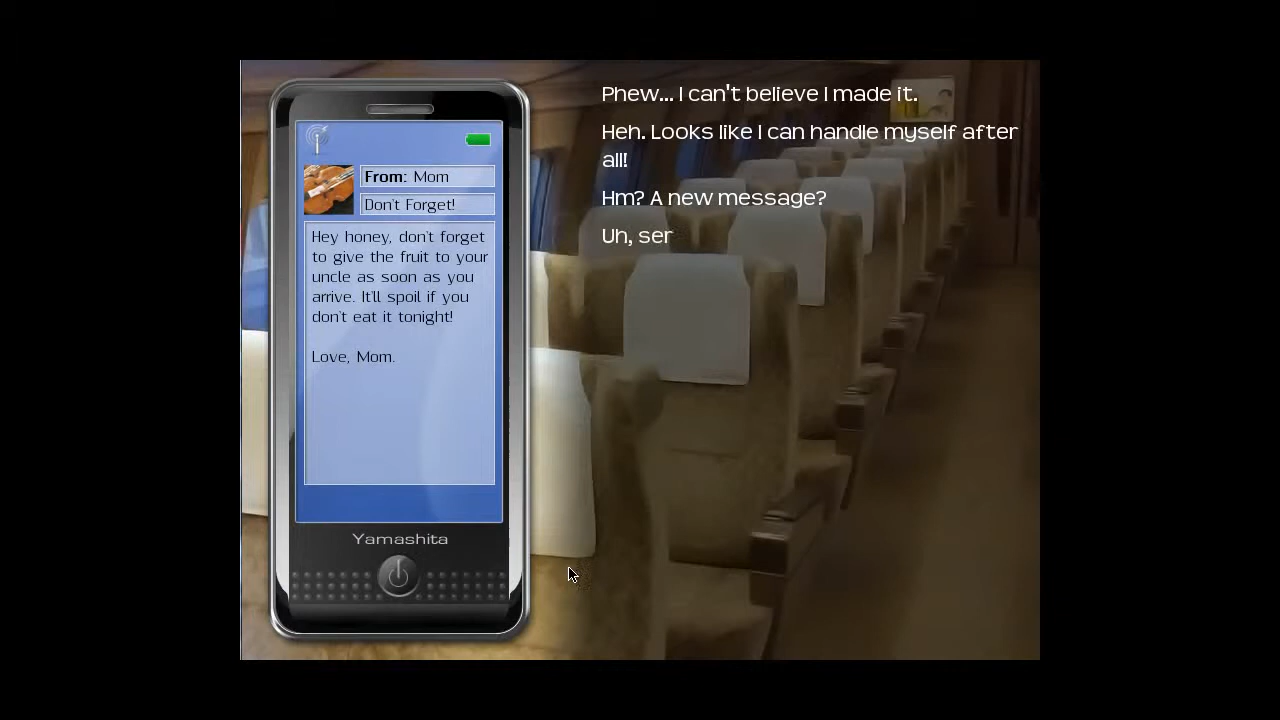 From: Mom
Don't Forget!
Hey honey, don't forget
to give the fruit to your
uncle as soon as you
arrive. It'll spoil if you
don't eat it tonight!
Love, Mom.
Yamashita
Phew... I can't believe I made it.
Heh. Looks like I can handle myself after
all!
Hm? A new message?
Uh, ser